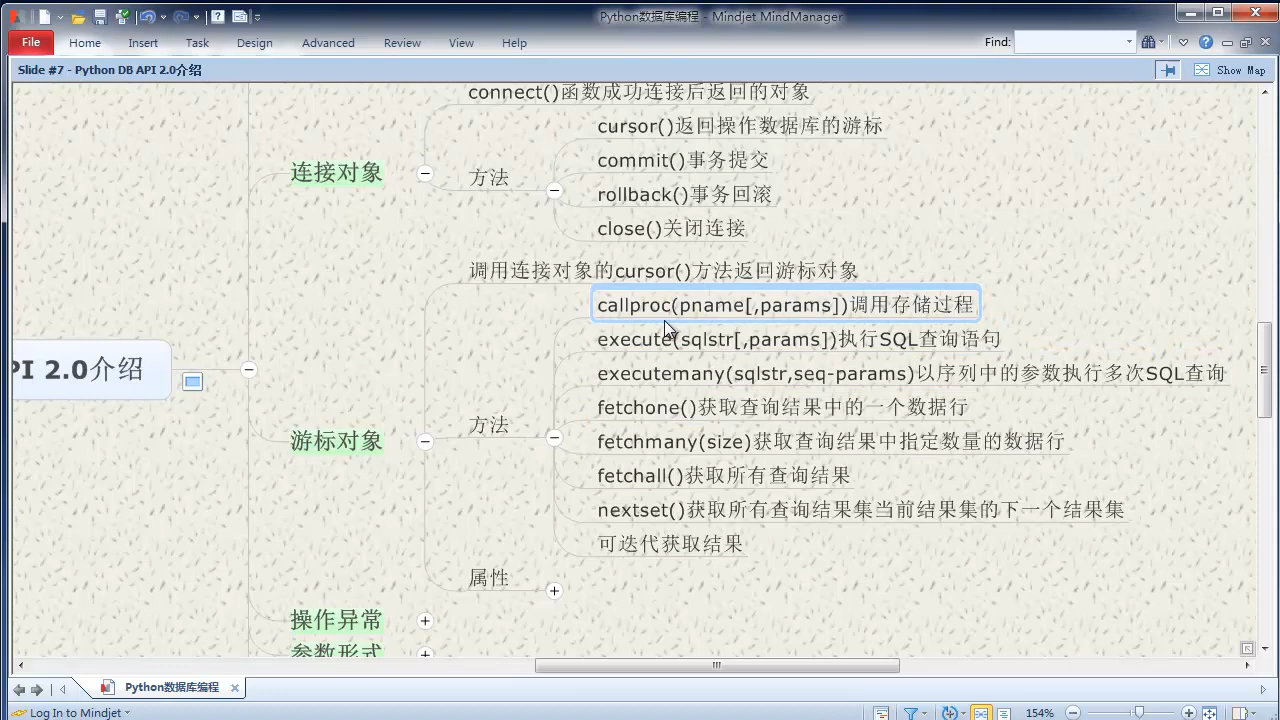 Python数据库编程 - Mindjet MindManager
File Home Insert Task Design Advanced Review View Help Find:
Slide #7 - Python DB API 2.0介绍 Show Map
connect()函数成功连接后返回的对象
cursor()返回操作数据库的游标
commit()事务提交
连接对象
方法
rollback()事务回滚
close()关闭连接
调用连接对象的cursor()方法返回游标对象
callproc(pname[,params])调用存储过程
execute(sqlstr[,params])执行SQL查询语句
PI 2.0介绍
executemany(sqlstr,seq-params)以序列中的参数执行多次SQL查询
fetchone()获取查询结果中的一个数据行
方法
游标对象
fetchmany(size)获取查询结果中指定数量的数据行
fetchall()获取所有查询结果
nextset()获取所有查询结果集当前结果集的下一个结果集
可迭代获取结果
属性
操作异常
参数形式
Python数据库编程
Log In to Mindjet 154%